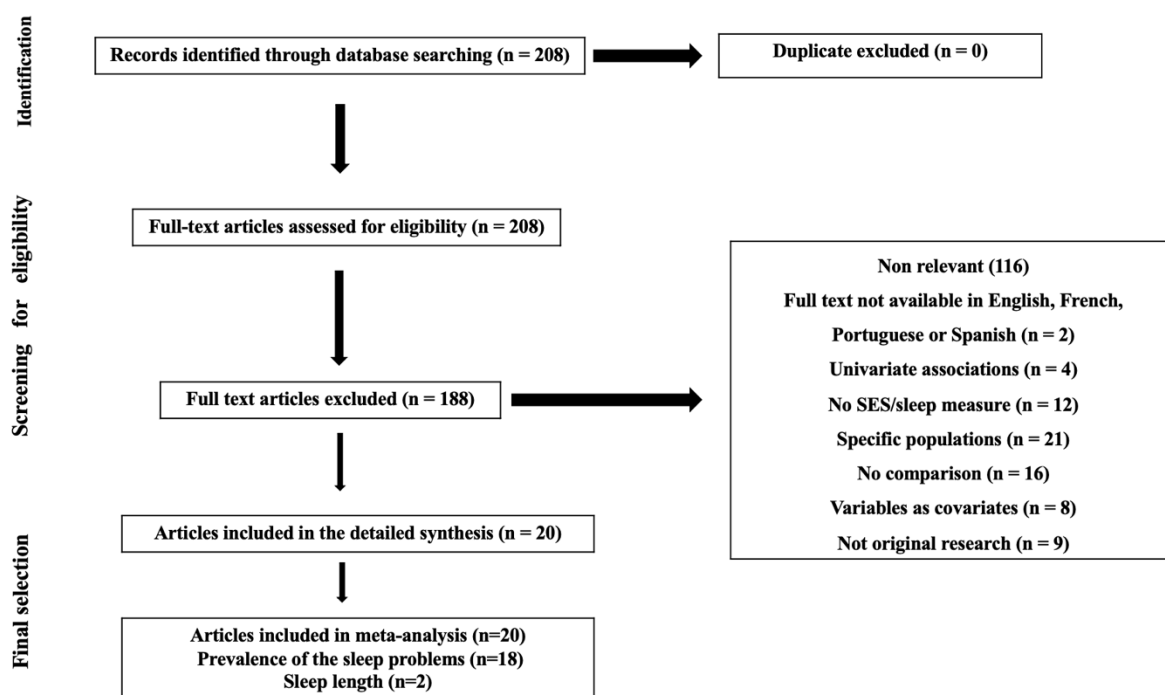 Identification
Records identified through database searching (n = 208)
Duplicate excluded (n = 0)
Screening for eligibility
Full-text articles assessed for eligibility (n = 208)
Full text articles excluded (n = 188)
Non relevant (116)
Full text not available in English, French,
Portuguese or Spanish (n = 2)
Univariate associations (n = 4)
No SES/sleep measure (n = 12)
Specific populations (n = 21)
No comparison (n = 16)
Variables as covariates (n = 8)
Not original research (n = 9)
Final selection
Articles included in the detailed synthesis (n = 20)
Articles included in meta-analysis (n=20)
Prevalence of the sleep problems (n=18)
Sleep length (n=2)